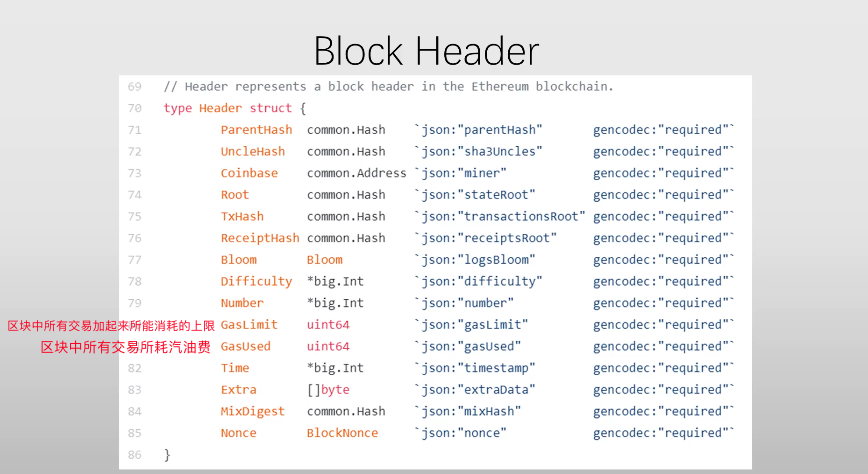 Block Header
69 // Header represents a block header in the Ethereum blockchain.
70 type Header struct {
71 ParentHash common.Hash `json:"parentHash" gencodec:"required"`
72 UncleHash common.Hash `json:"sha3Uncles" gencodec:"required"`
73 Coinbase common.Address `json:"miner" gencodec:"required"`
74 Root common.Hash `json:"stateRoot" gencodec:"required"`
75 TxHash common.Hash `json:"transactionsRoot" gencodec:"required"`
76 ReceiptHash common.Hash `json:"receiptsRoot" gencodec:"required"`
77 Bloom Bloom `json:"logsBloom" gencodec:"required"`
78 Difficulty *big.Int `json:"difficulty" gencodec:"required"`
79 Number *big.Int `json:"number" gencodec:"required"`
区块中所有交易加起来所能消耗的上限 GasLimit uint64 `json:"gasLimit" gencodec:"required"`
区块中所有交易所耗汽油费 GasUsed uint64 `json:"gasUsed" gencodec:"required"`
82 Time *big.Int `json:"timestamp" gencodec:"required"`
83 Extra []byte `json:"extraData" gencodec:"required"`
84 MixDigest common.Hash `json:"mixHash" gencodec:"required"`
85 Nonce BlockNonce `json:"nonce" gencodec:"required"`
86 }